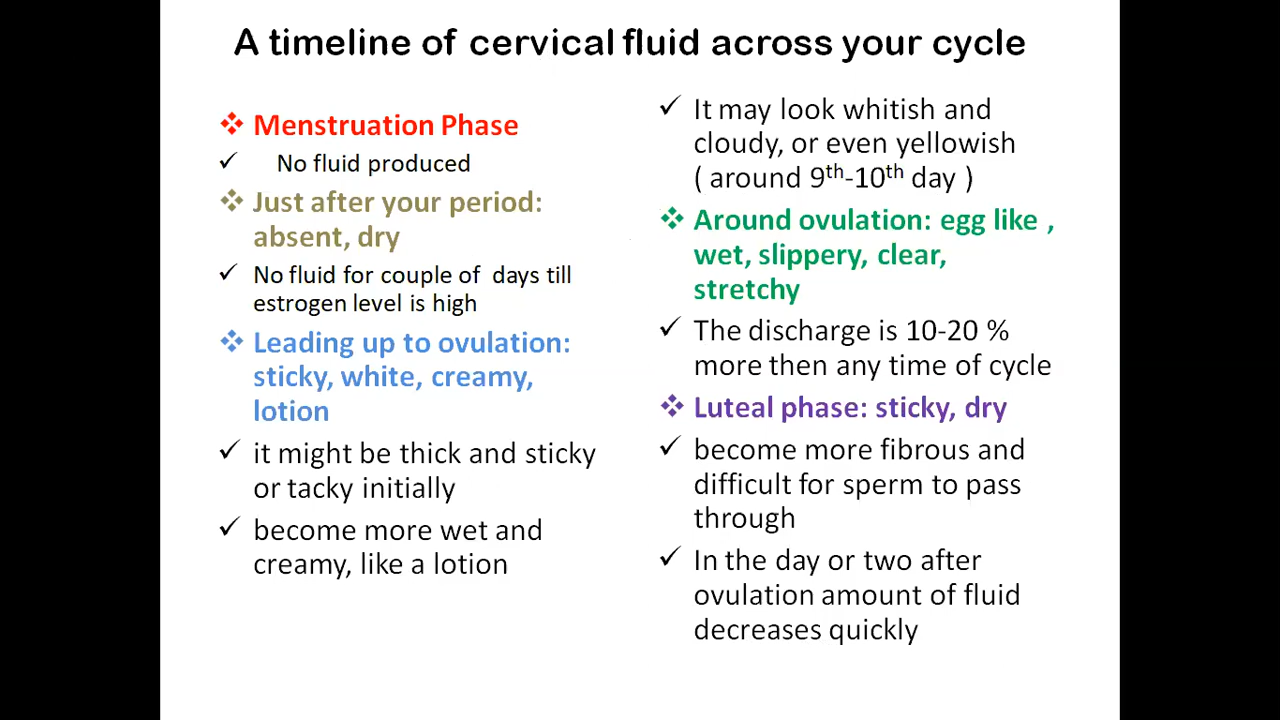 A timeline of cervical fluid across your cycle
❖ Menstruation Phase
✓ No fluid produced
❖ Just after your period:
absent, dry
✓ No fluid for couple of days till
estrogen level is high
❖ Leading up to ovulation:
sticky, white, creamy,
lotion
✓ it might be thick and sticky
or tacky initially
✓ become more wet and
creamy, like a lotion
✓ It may look whitish and
cloudy, or even yellowish
( around 9th-10th day )
❖ Around ovulation: egg like ,
wet, slippery, clear,
stretchy
✓ The discharge is 10-20 %
more then any time of cycle
❖ Luteal phase: sticky, dry
✓ become more fibrous and
difficult for sperm to pass
through
✓ In the day or two after
ovulation amount of fluid
decreases quickly